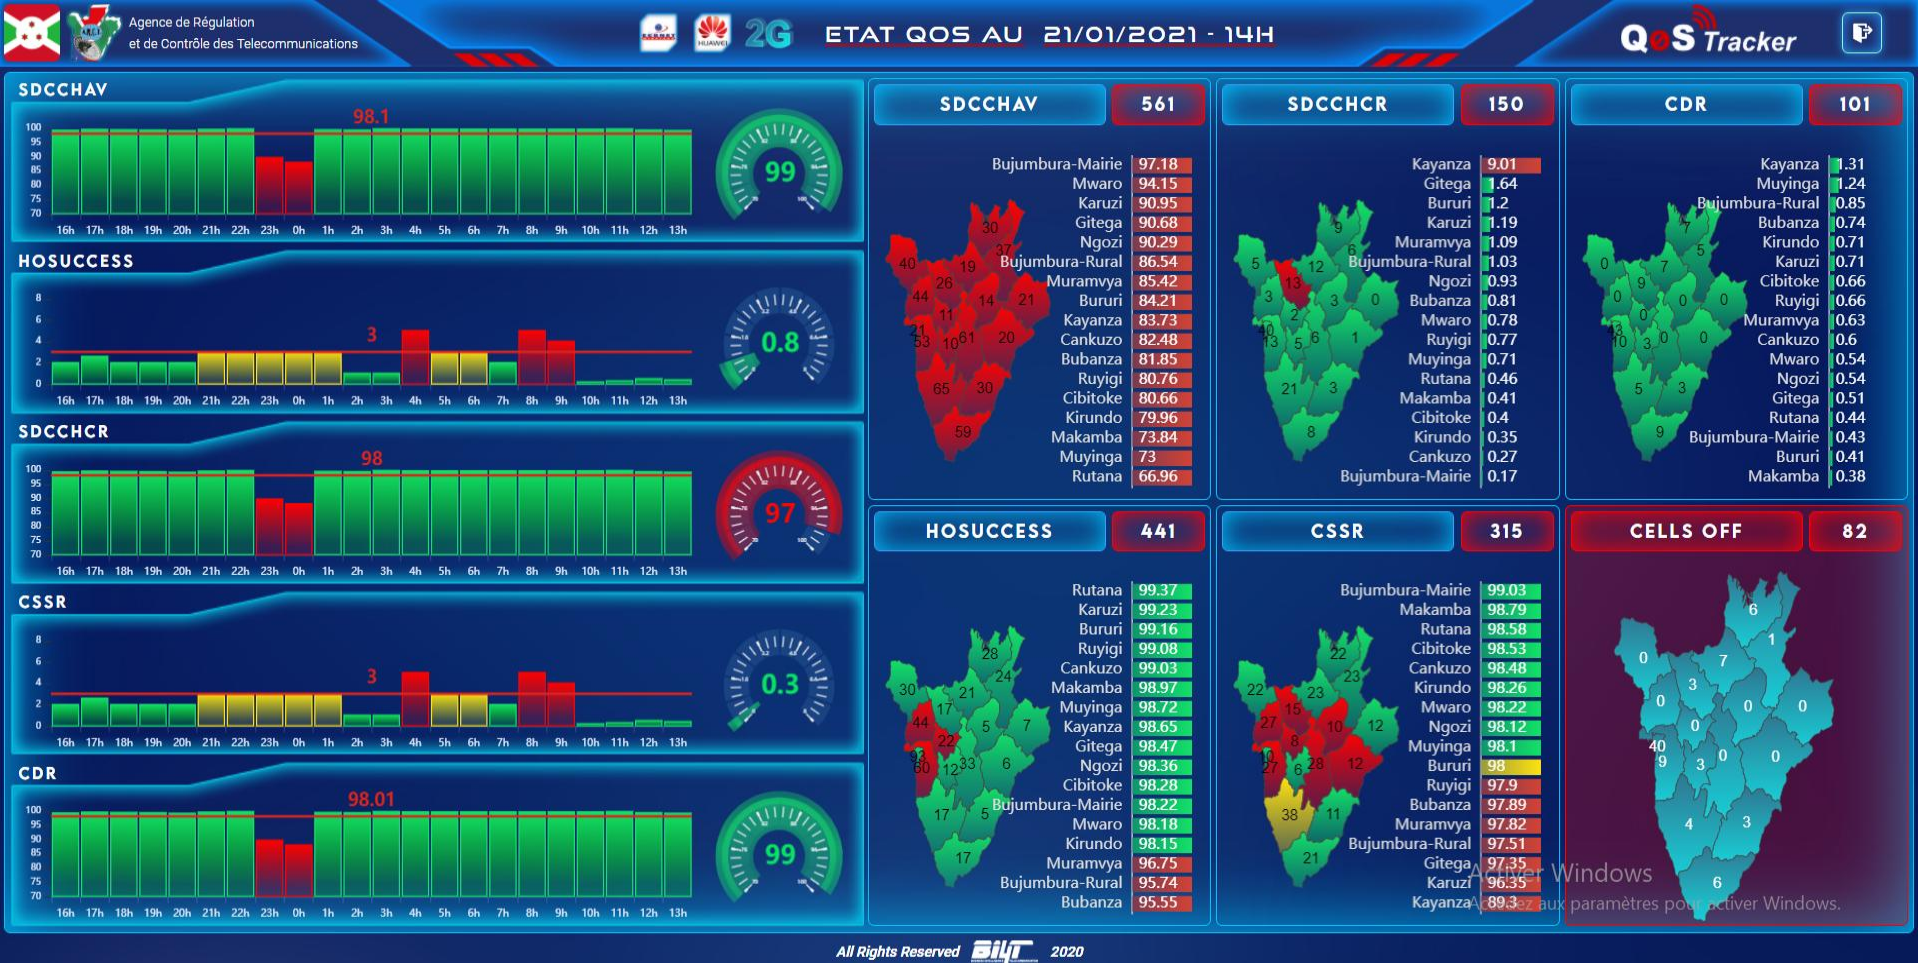 Agence de Régulation
et de Contrôle des Telecommunications
HUAWEI
2G
ETAT QOS AU 21/01/2021 - 14H
QoS Tracker
SDCCHAV
98.1
100
95
90
85
80
75
70
16h 17h 18h 19h 20h 21h 22h 23h 0h 1h 2h 3h 4h 5h 6h 7h 8h 9h 10h 11h 12h 13h
99
HOSUCCESS
3
8
6
4
2
0
16h 17h 18h 19h 20h 21h 22h 23h 0h 1h 2h 3h 4h 5h 6h 7h 8h 9h 10h 11h 12h 13h
0.8
SDCCHCR
98
100
95
90
85
80
75
70
16h 17h 18h 19h 20h 21h 22h 23h 0h 1h 2h 3h 4h 5h 6h 7h 8h 9h 10h 11h 12h 13h
97
CSSR
3
8
6
4
2
0
16h 17h 18h 19h 20h 21h 22h 23h 0h 1h 2h 3h 4h 5h 6h 7h 8h 9h 10h 11h 12h 13h
0.3
CDR
98.01
100
95
90
85
80
75
70
16h 17h 18h 19h 20h 21h 22h 23h 0h 1h 2h 3h 4h 5h 6h 7h 8h 9h 10h 11h 12h 13h
99
SDCCHAV 561
Bujumbura-Mairie 97.18
Mwaro 94.15
Karuzi 90.95
Gitega 90.68
Ngozi 90.29
Bujumbura-Rural 86.54
Muramvya 85.42
Bururi 84.21
Kayanza 83.73
Cankuzo 82.48
Bubanza 81.85
Ruyigi 80.76
Cibitoke 80.66
Kirundo 79.96
Makamba 73.84
Muyinga 73
Rutana 66.96
30
37
40
19
26
44
14
21
11
21
53
10
61
20
65
30
59
SDCCHCR 150
Kayanza 9.01
Gitega 1.64
Bururi 1.2
Karuzi 1.19
Muramvya 1.09
Bujumbura-Rural 1.03
Ngozi 0.93
Bubanza 0.81
Mwaro 0.78
Ruyigi 0.77
Muyinga 0.71
Rutana 0.46
Makamba 0.41
Cibitoke 0.4
Kirundo 0.35
Cankuzo 0.27
Bujumbura-Mairie 0.17
9
6
5
12
13
3
3
0
2
40
13
5
6
1
21
3
8
CDR 101
Kayanza 1.31
Muyinga 1.24
Bujumbura-Rural 0.85
Bubanza 0.74
Kirundo 0.71
Karuzi 0.71
Cibitoke 0.66
Ruyigi 0.66
Muramvya 0.63
Cankuzo 0.6
Mwaro 0.54
Ngozi 0.54
Gitega 0.51
Rutana 0.44
Bujumbura-Mairie 0.43
Bururi 0.41
Makamba 0.38
7
5
0
7
9
0
0
0
0
10
3
0
0
5
3
9
HOSUCCESS 441
Rutana 99.37
Karuzi 99.23
Bururi 99.16
Ruyigi 99.08
Cankuzo 99.03
Makamba 98.97
Muyinga 98.72
Kayanza 98.65
Gitega 98.47
Ngozi 98.36
Cibitoke 98.28
Bujumbura-Mairie 98.22
Mwaro 98.18
Kirundo 98.15
Muramvya 96.75
Bujumbura-Rural 95.74
Bubanza 95.55
28
24
30
21
17
44
5
7
22
60
12
33
6
17
5
17
CSSR 315
Bujumbura-Mairie 99.03
Makamba 98.79
Rutana 98.58
Cibitoke 98.53
Cankuzo 98.48
Kirundo 98.26
Mwaro 98.22
Ngozi 98.12
Muyinga 98.1
Bururi 98
Ruyigi 97.9
Bubanza 97.89
Muramvya 97.82
Bujumbura-Rural 97.51
Gitega 97.35
Karuzi 96.35
Kayanza 89.3
22
23
22
23
15
27
10
12
8
10
27
6
28
12
38
11
21
CELLS OFF 82
6
1
0
7
3
0
0
0
0
40
9
3
0
0
4
3
6
Activer Windows
Accédez aux paramètres pour activer Windows.
All Rights Reserved BI4T 2020